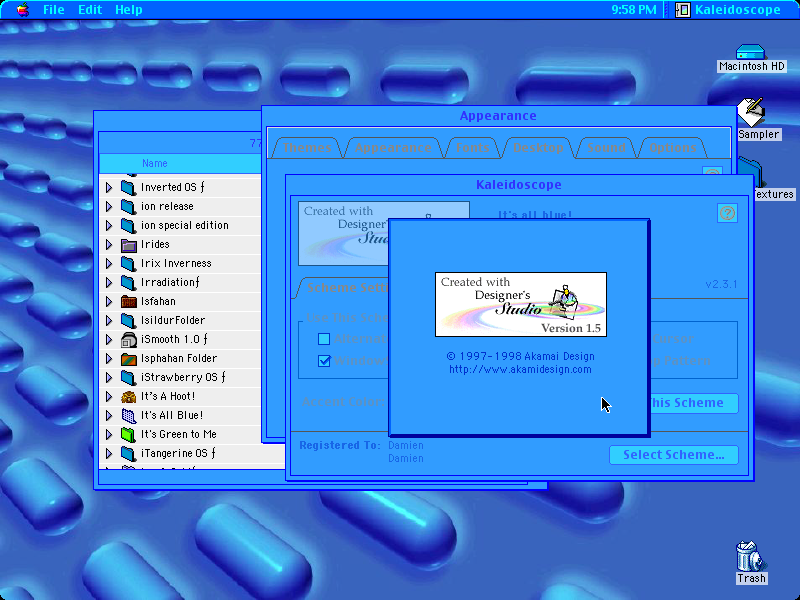 File Edit Help
9:58 PM
Kaleidoscope
Macintosh HD
Sampler
extures
Trash
77
Name
Inverted OS ƒ
ion release
ion special edition
Irides
Irix Inverness
Irradiationƒ
Isfahan
IsildurFolder
iSmooth 1.0 ƒ
Isphahan Folder
iStrawberry OS ƒ
It's A Hoot!
It's All Blue!
It's Green to Me
iTangerine OS ƒ
Appearance
Themes Appearance Fonts Desktop Sound Options
Kaleidoscope
Created with
Designer's
It's all blue!
v2.3.1
Scheme Setti
his Scheme
Registered To: Damien
Damien
Select Scheme...
Created with
Designer's
Studio
Version 1.5
© 1997-1998 Akamai Design
http://www.akamidesign.com